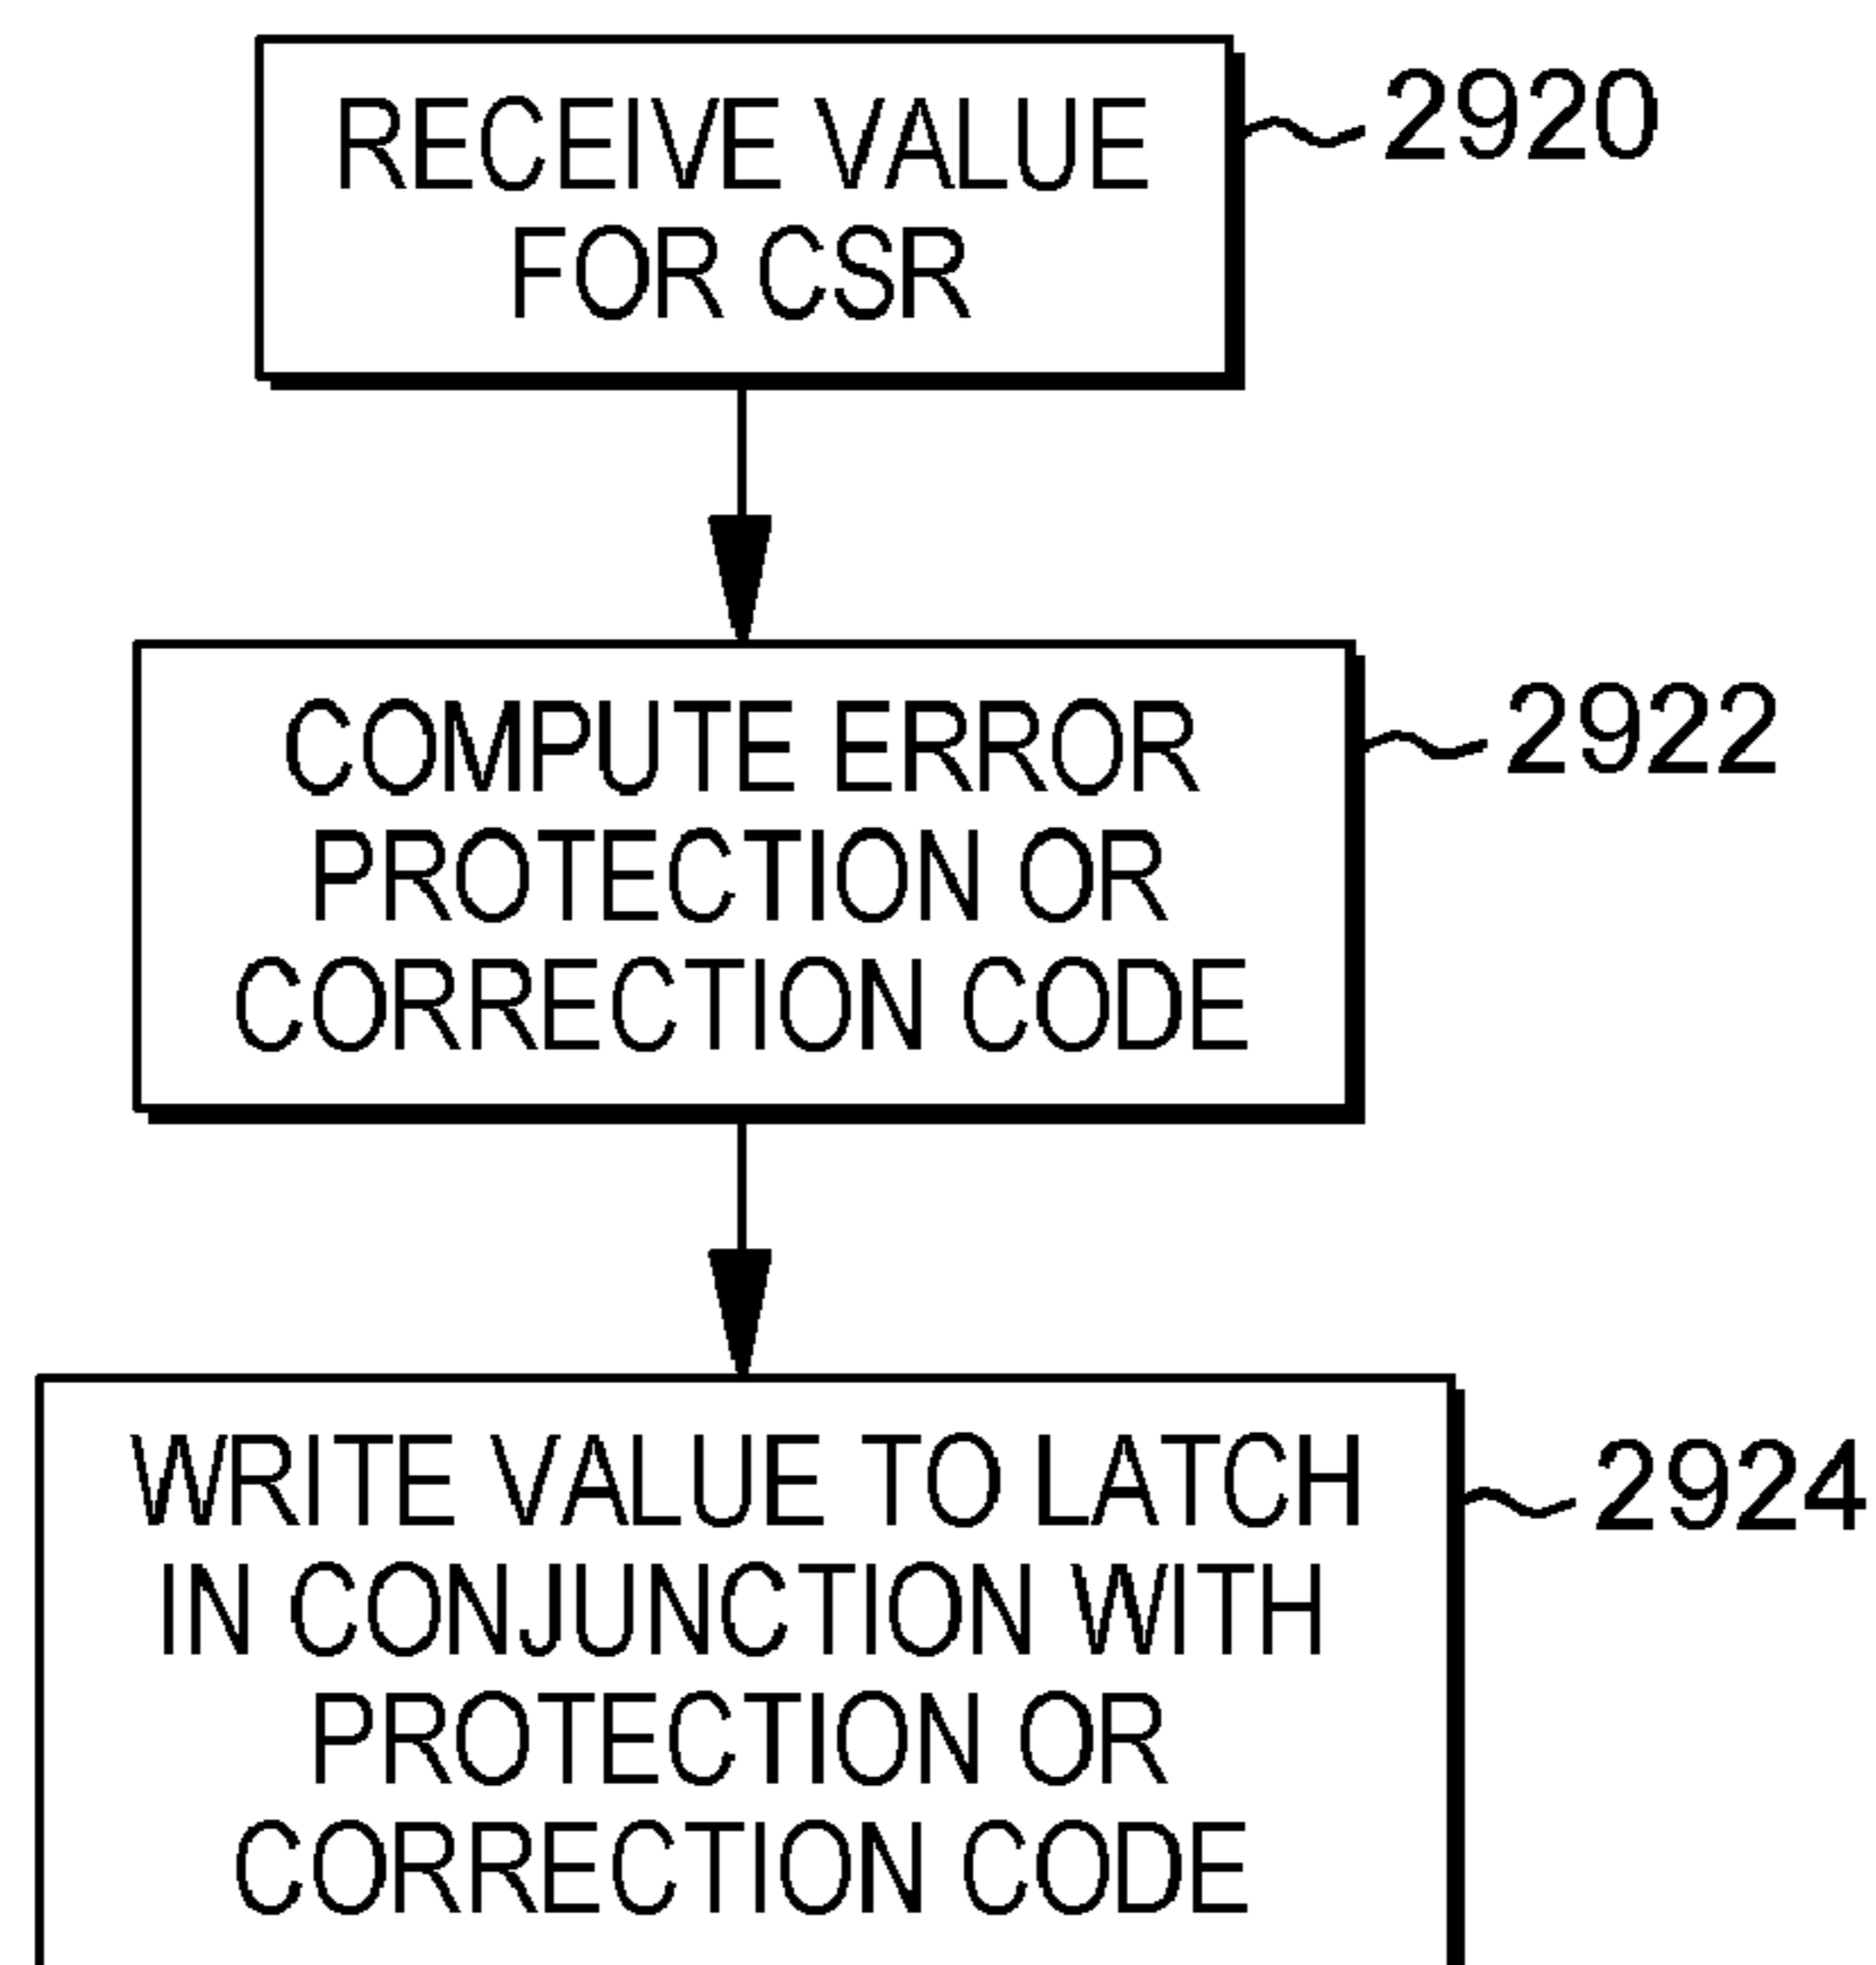 RECEIVE VALUE 2920
FOR CSR
COMPUTE ERROR 2922
PROTECTION OR
CORRECTION CODE
WRITE VALUE TO LATCH 2924
IN CONJUNCTION WITH
PROTECTION OR
CORRECTION CODE